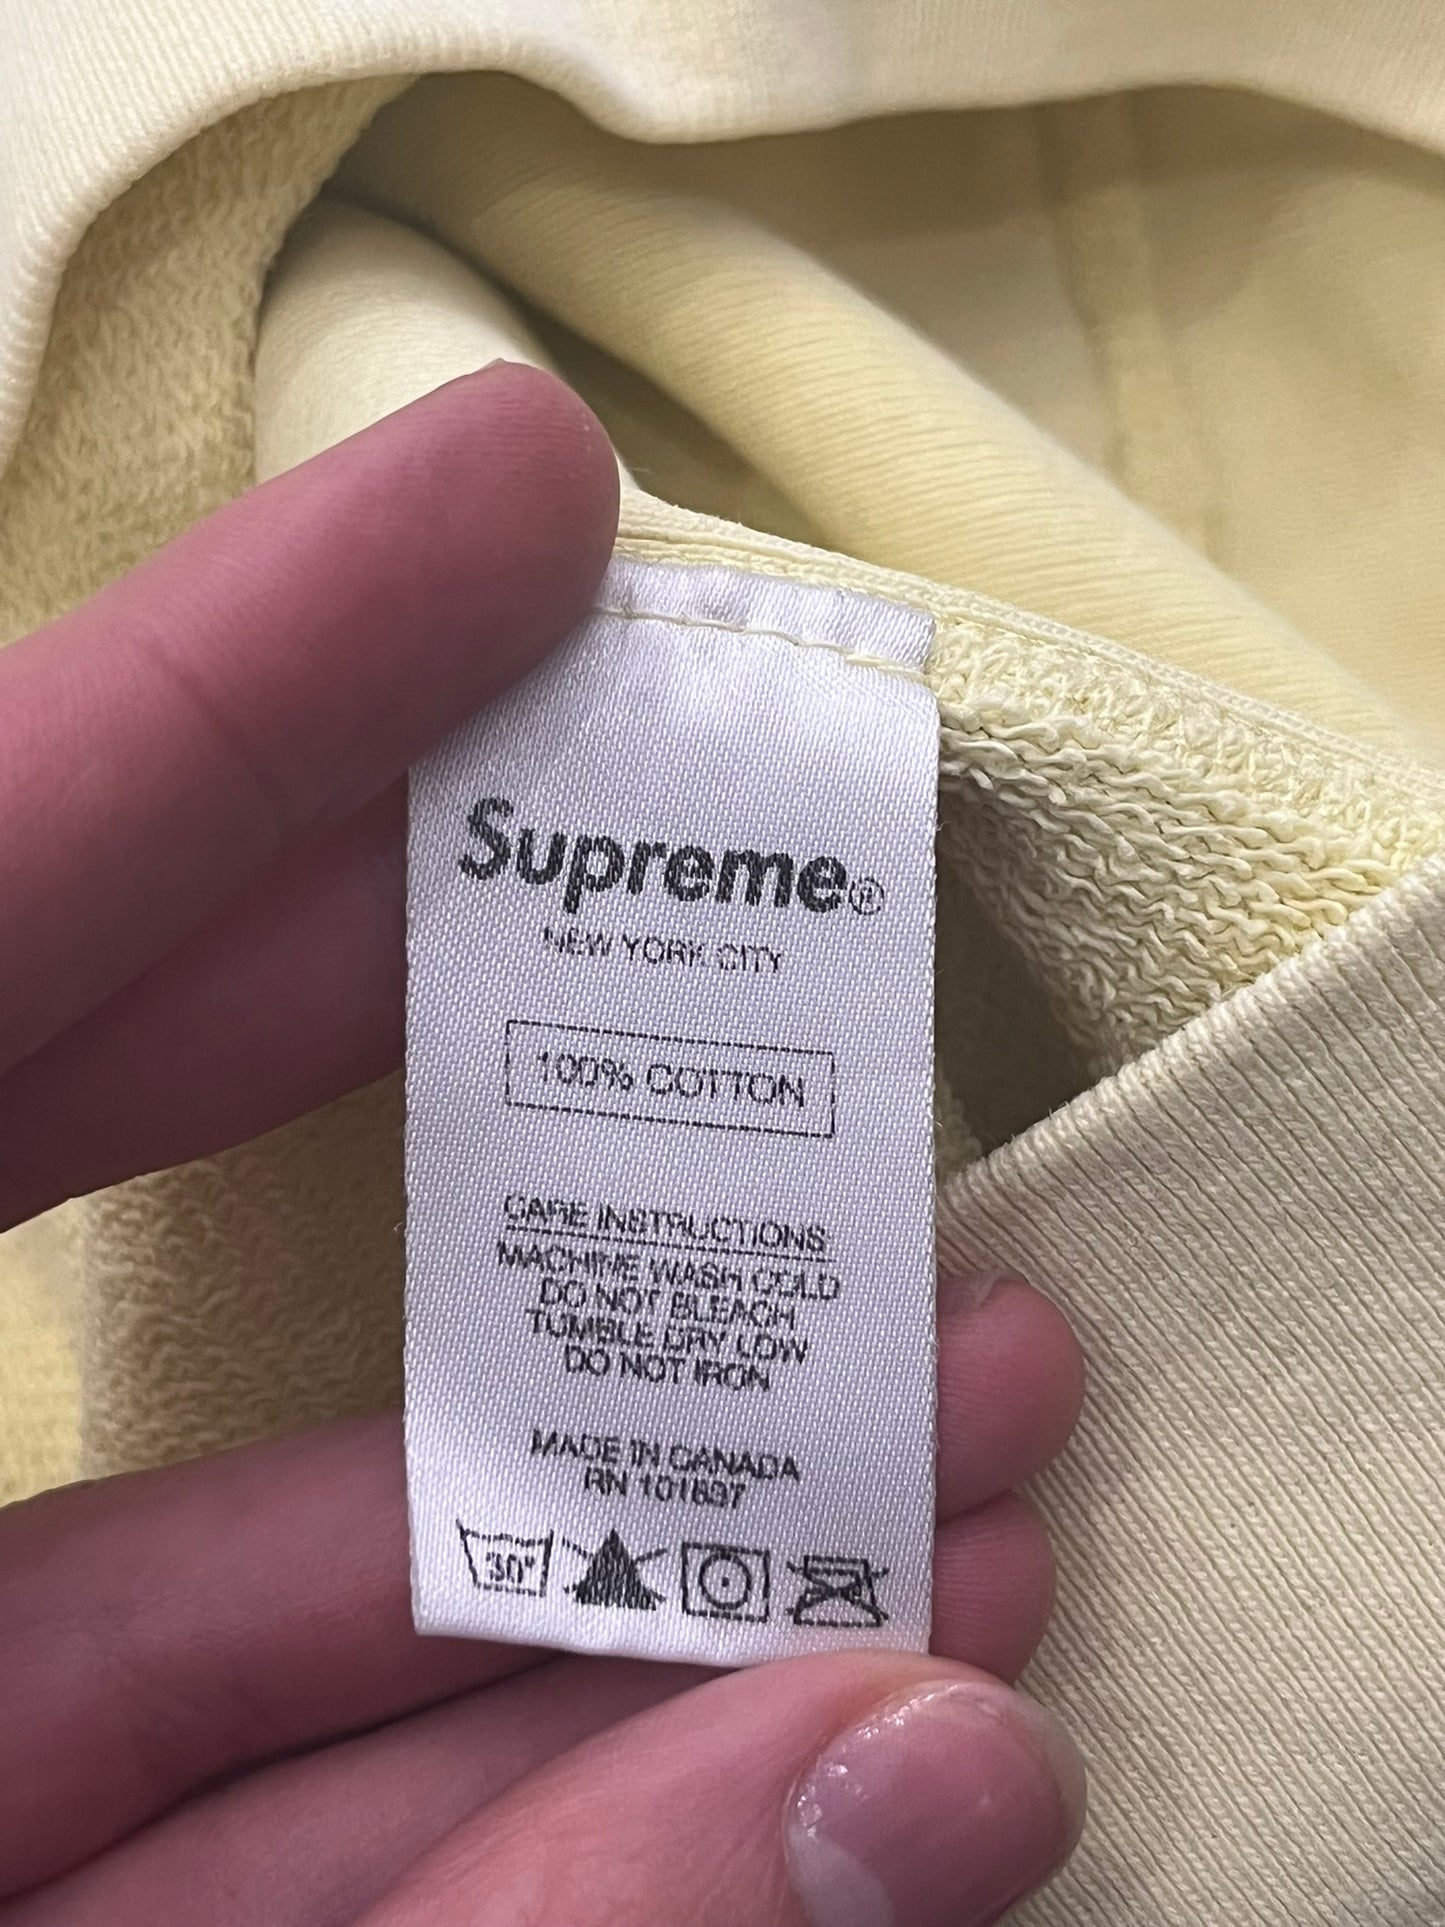 Supreme®
NEW YORK CITY
100% COTTON
CARE INSTRUCTIONS
MACHINE WASH COLD
DO NOT BLEACH
TUMBLE DRY LOW
DO NOT IRON
MADE IN CANADA
RN 101837
30°